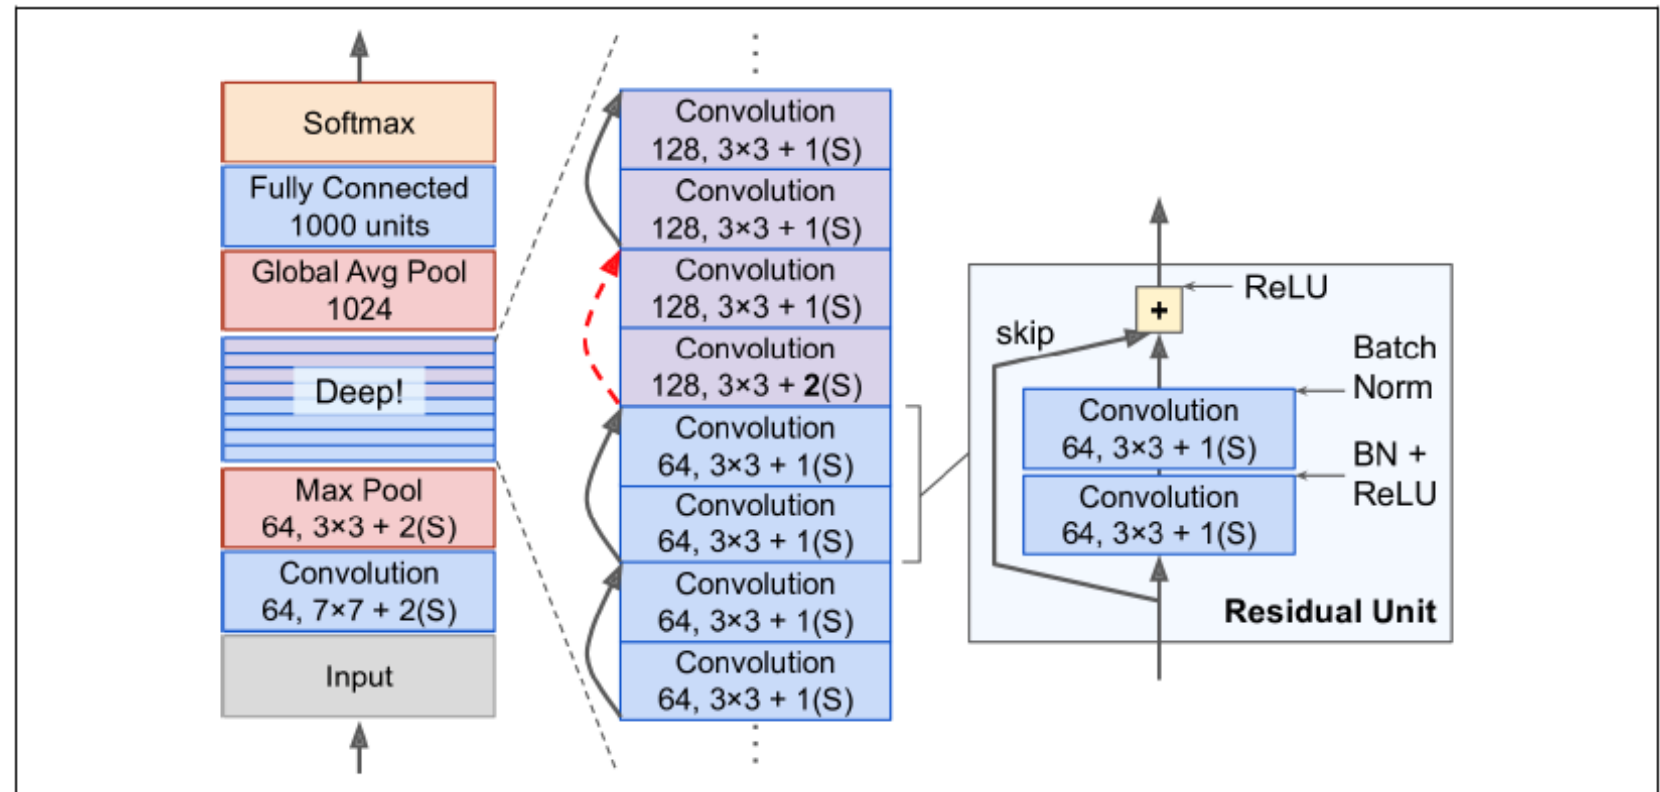 Softmax
Fully Connected
1000 units
Global Avg Pool
1024
Deep!
Max Pool
64, 3×3 + 2(S)
Convolution
64, 7×7 + 2(S)
Input
Convolution
128, 3×3 + 1(S)
Convolution
128, 3×3 + 1(S)
Convolution
128, 3×3 + 1(S)
Convolution
128, 3×3 + 2(S)
Convolution
64, 3×3 + 1(S)
Convolution
64, 3×3 + 1(S)
Convolution
64, 3×3 + 1(S)
Convolution
64, 3×3 + 1(S)
+
ReLU
skip
Batch
Norm
Convolution
64, 3×3 + 1(S)
BN +
ReLU
Convolution
64, 3×3 + 1(S)
Residual Unit